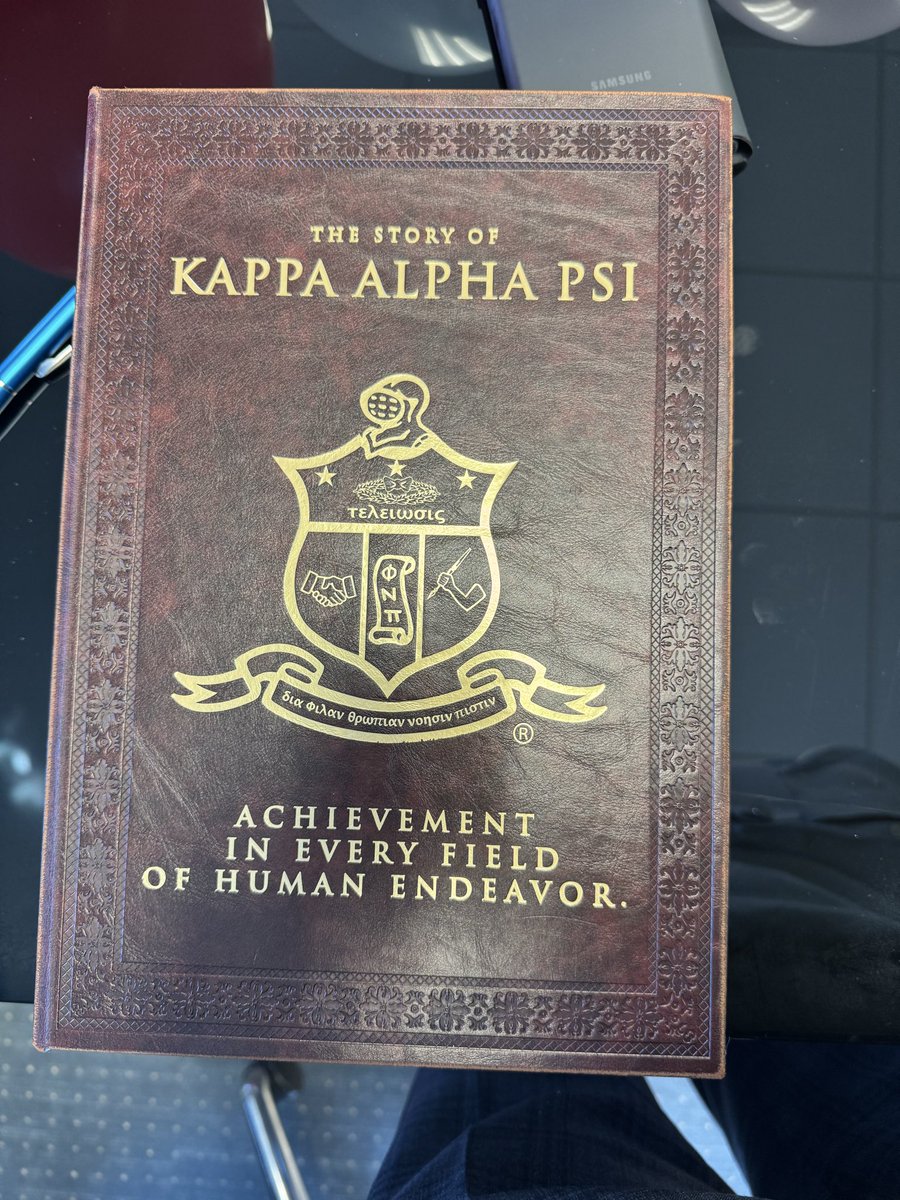 SAMSUNG
THE STORY OF
KAPPA ALPHA PSI
τελειωσις
Φ
Ν
π
δια Φιλαν θρωπιαν νοησιν πιστιν
®
ACHIEVEMENT
IN EVERY FIELD
OF HUMAN ENDEAVOR.